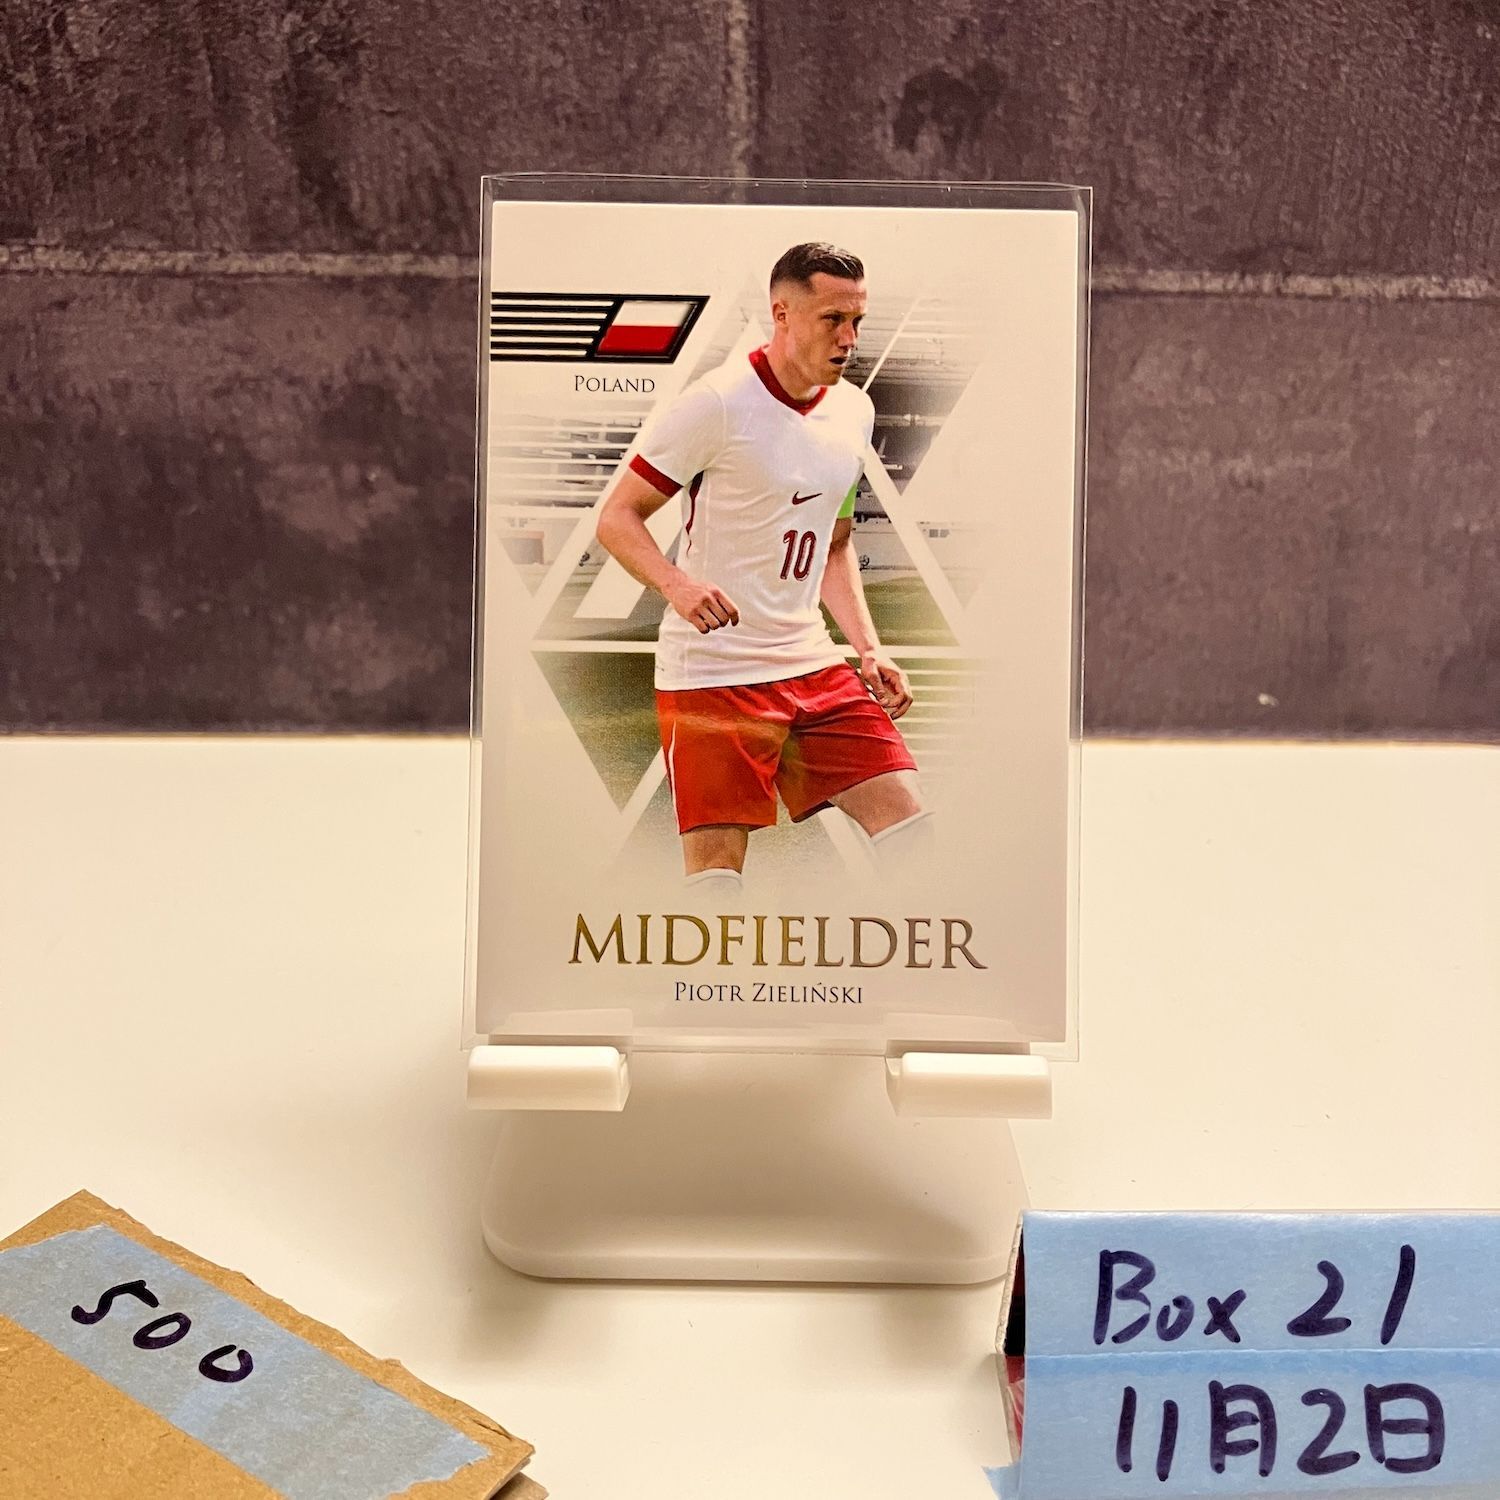 POLAND
10
MIDFIELDER
PIOTR ZIELIŃSKI
500
Box 21
11月2日